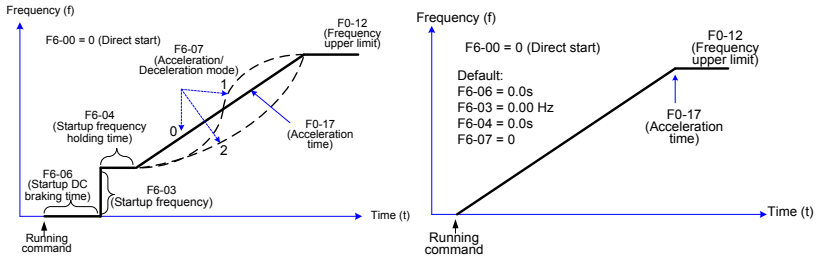 Frequency (f)
F6-00 = 0 (Direct start)
F0-12
(Frequency
upper limit)
F6-07
(Acceleration/
Deceleration mode)
1
0
2
F6-04
(Startup frequency
holding time)
F0-17
(Acceleration
time)
F6-06
(Startup DC
braking time)
F6-03
(Startup frequency)
Time (t)
Running
command
Frequency (f)
F6-00 = 0 (Direct start)
F0-12
(Frequency
upper limit)
Default:
F6-06 = 0.0s
F6-03 = 0.00 Hz
F6-04 = 0.0s
F6-07 = 0
F0-17
(Acceleration
time)
Time (t)
Running
command